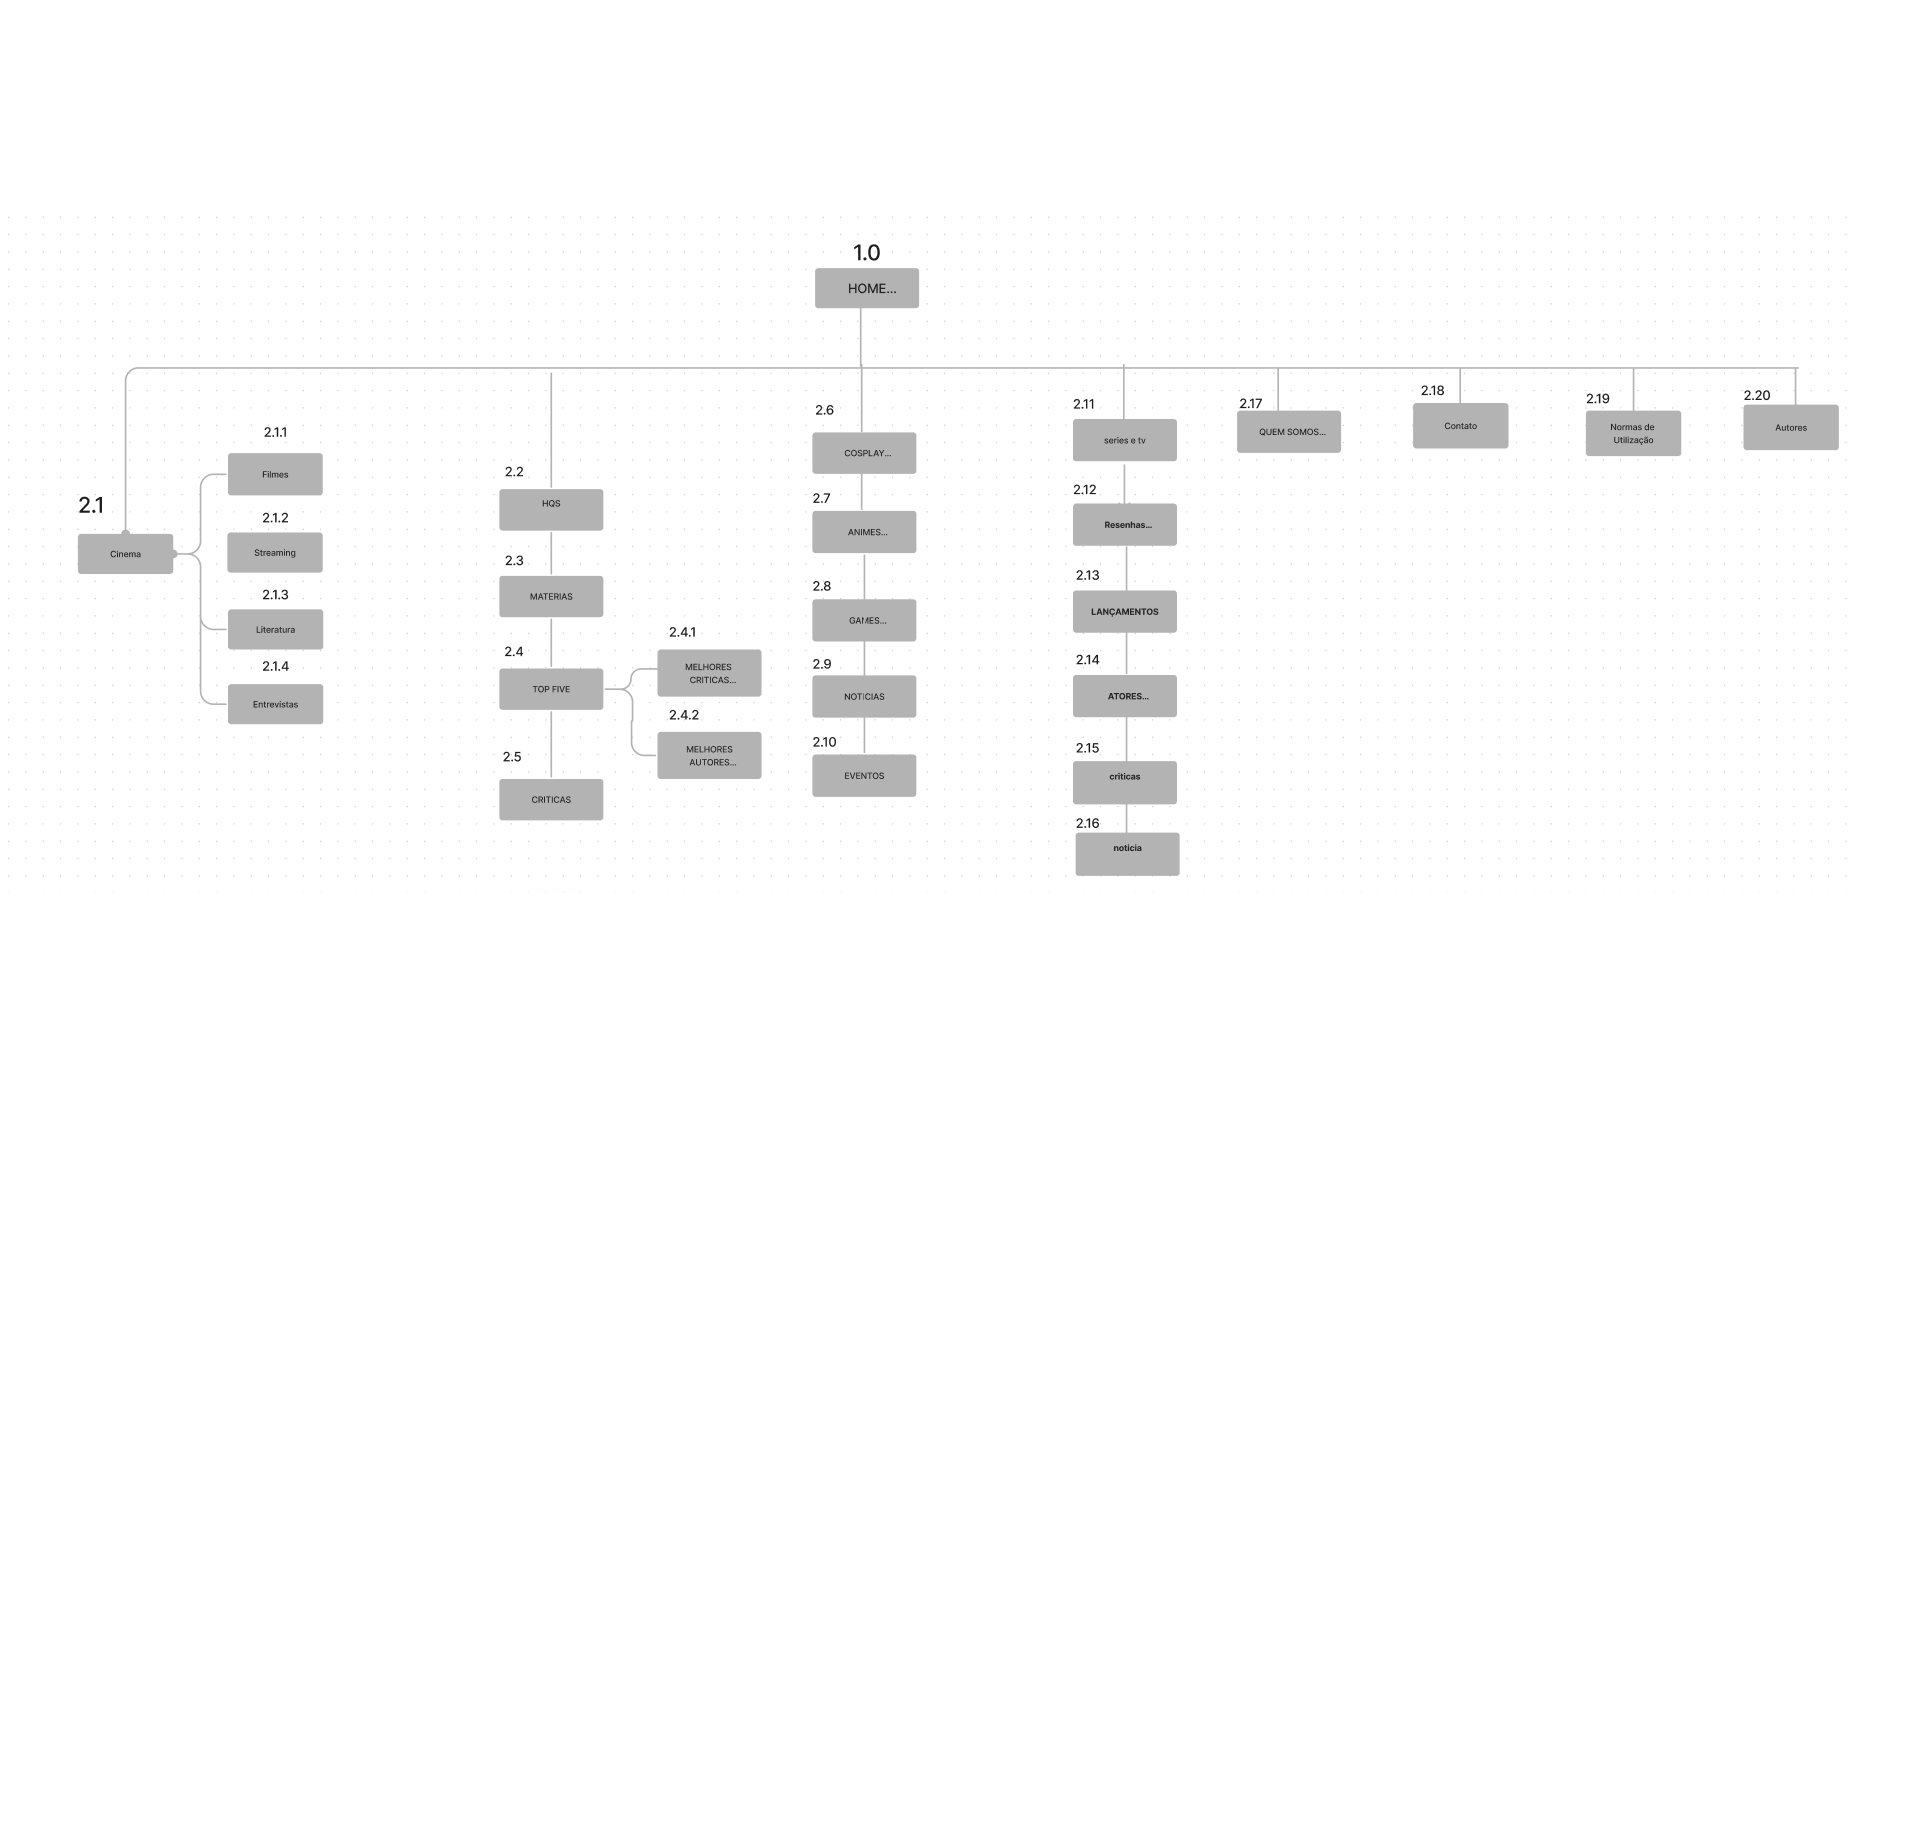 1.0
HOME...
2.1
Cinema
2.1.1
Filmes
2.1.2
Streaming
2.1.3
Literatura
2.1.4
Entrevistas
2.2
HQS
2.3
MATERIAS
2.4
TOP FIVE
2.4.1
MELHORES
CRITICAS...
2.4.2
MELHORES
AUTORES...
2.5
CRITICAS
2.6
COSPLAY...
2.7
ANIMES...
2.8
GAMES...
2.9
NOTICIAS
2.10
EVENTOS
2.11
series e tv
2.12
Resenhas...
2.13
LANÇAMENTOS
2.14
ATORES...
2.15
criticas
2.16
noticia
2.17
QUEM SOMOS...
2.18
Contato
2.19
Normas de
Utilização
2.20
Autores